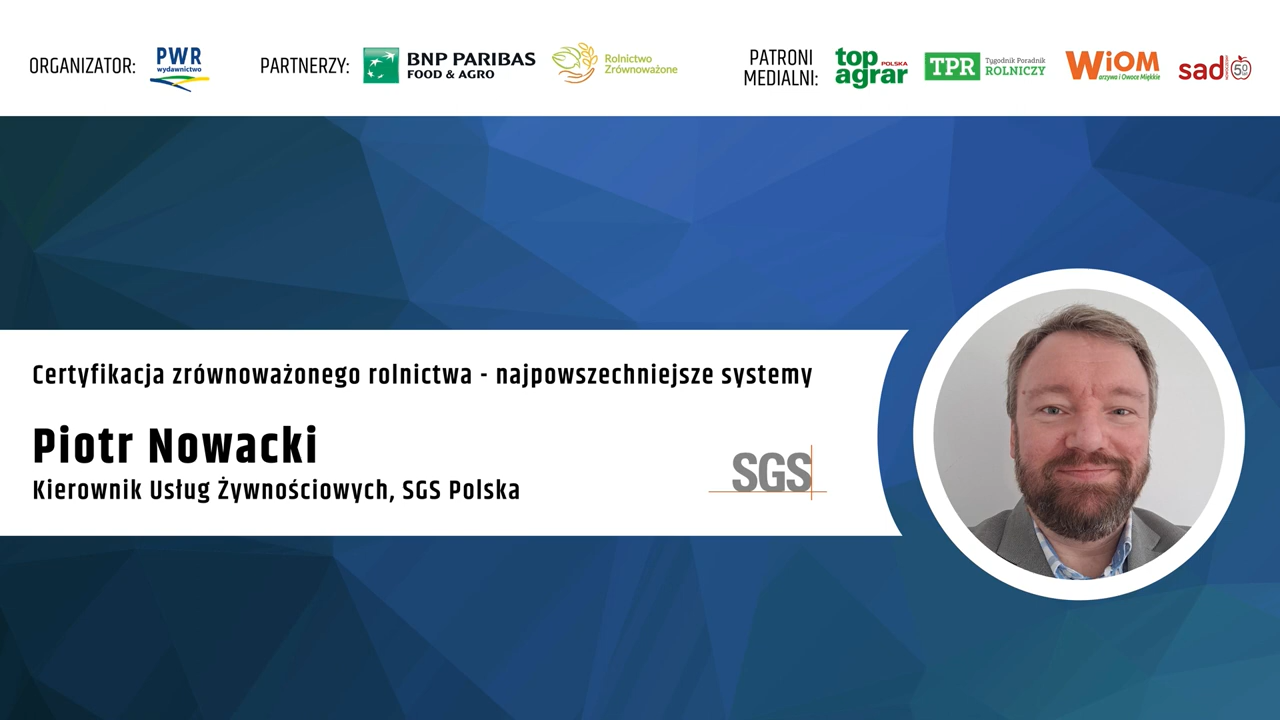 ORGANIZATOR:
PWR
wydawnictwo
PARTNERZY:
BNP PARIBAS
FOOD & AGRO
Rolnictwo
Zrównoważone
PATRONI
MEDIALNI:
top
agrar
POLSKA
TPR
Tygodnik Poradnik
ROLNICZY
WiOM
arzywa i Owoce Miękkie
sad
Certyfikacja zrównoważonego rolnictwa - najpowszechniejsze systemy
Piotr Nowacki
Kierownik Usług Żywnościowych, SGS Polska
SGS